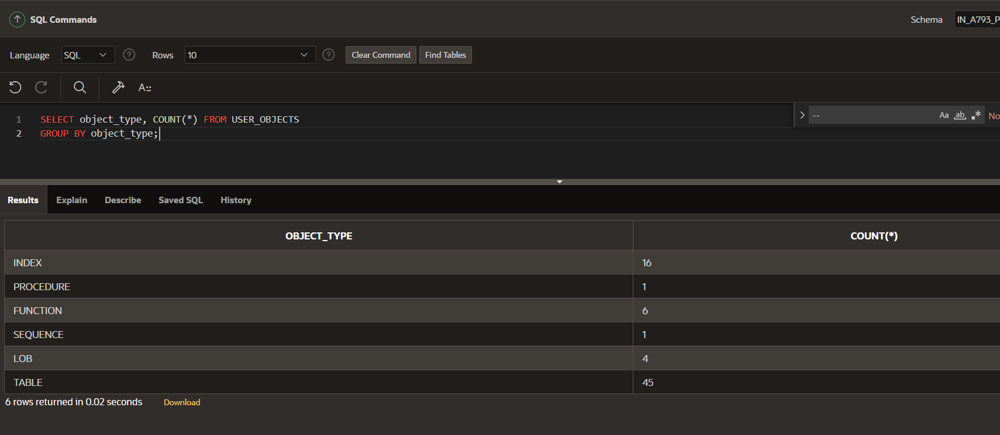 SQL Commands
Schema
IN_A793_P
Language
SQL
Rows
10
Clear Command
Find Tables
A::
--
Aa
ab
.*
No
1 SELECT object_type, COUNT(*) FROM USER_OBJECTS
2 GROUP BY object_type;
Results
Explain
Describe
Saved SQL
History
OBJECT_TYPE COUNT(*)
INDEX 16
PROCEDURE 1
FUNCTION 6
SEQUENCE 1
LOB 4
TABLE 45
6 rows returned in 0.02 seconds
Download